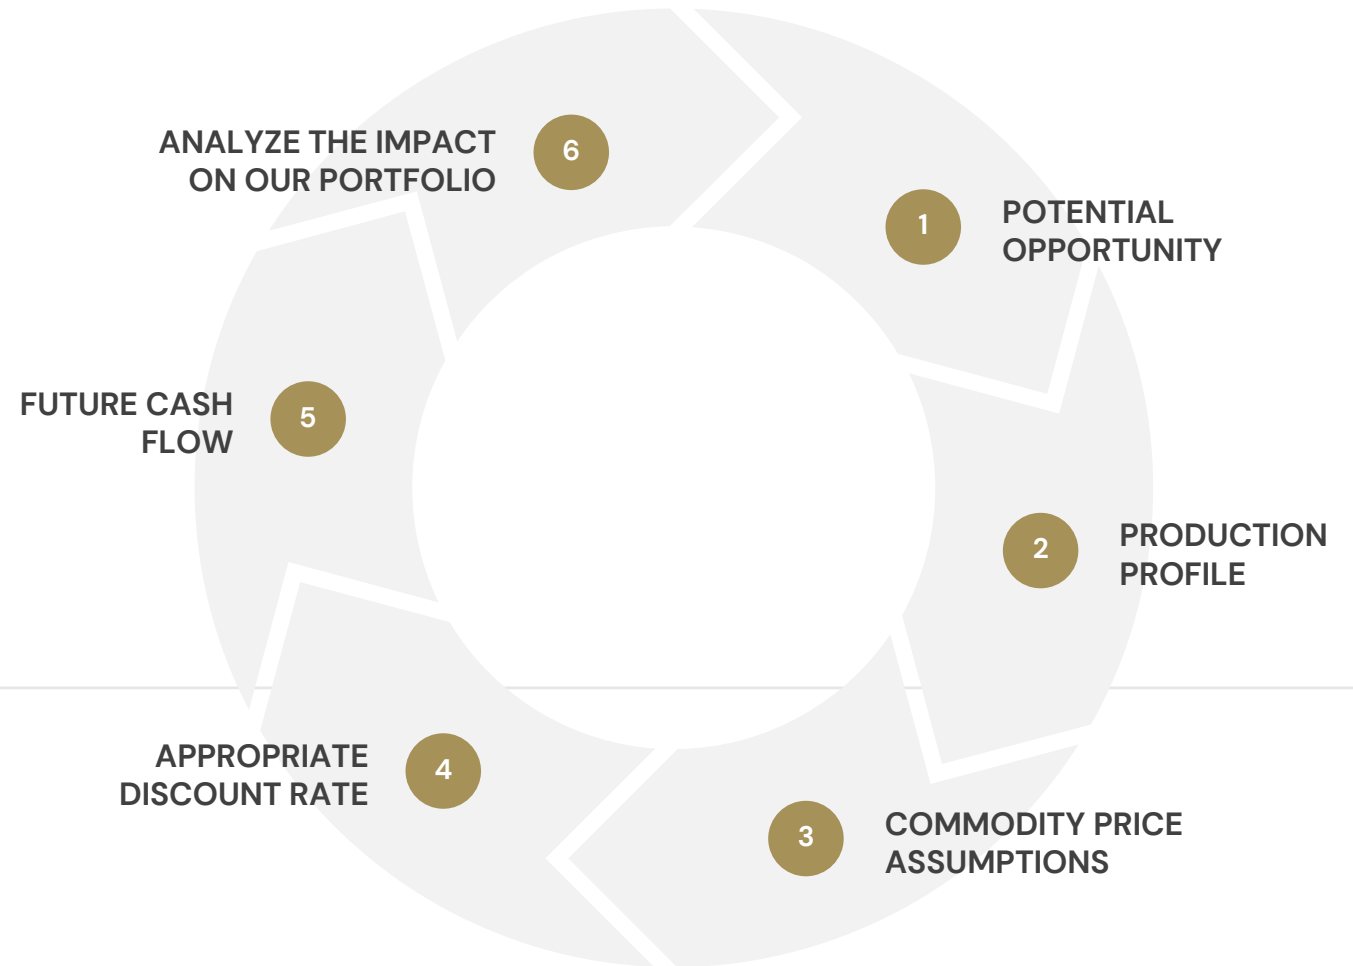 1
POTENTIAL
OPPORTUNITY
2
PRODUCTION
PROFILE
3
COMMODITY PRICE
ASSUMPTIONS
4
APPROPRIATE
DISCOUNT RATE
5
FUTURE CASH
FLOW
6
ANALYZE THE IMPACT
ON OUR PORTFOLIO